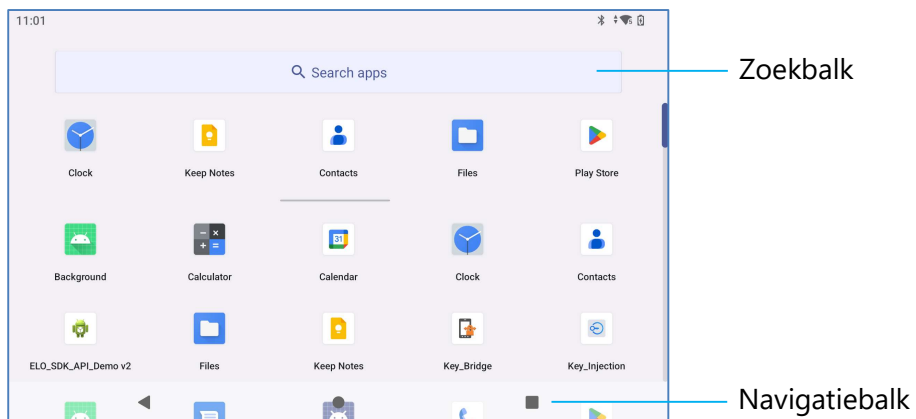 11:01
Search apps
Zoekbalk
Clock Keep Notes Contacts Files Play Store
31
Background Calculator Calendar Clock Contacts
ELO_SDK_API_Demo v2 Files Keep Notes Key_Bridge Key_Injection
Navigatiebalk